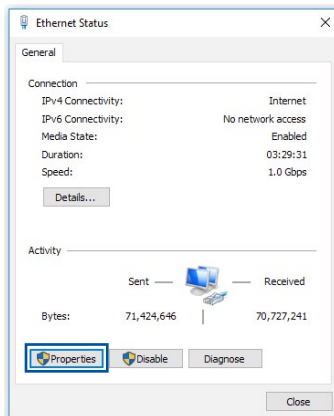 Ethernet Status
General
Connection
IPv4 Connectivity: Internet
IPv6 Connectivity: No network access
Media State: Enabled
Duration: 03:29:31
Speed: 1.0 Gbps
Details...
Activity
Sent Received
Bytes: 71,424,646 70,727,241
Properties Disable Diagnose
Close